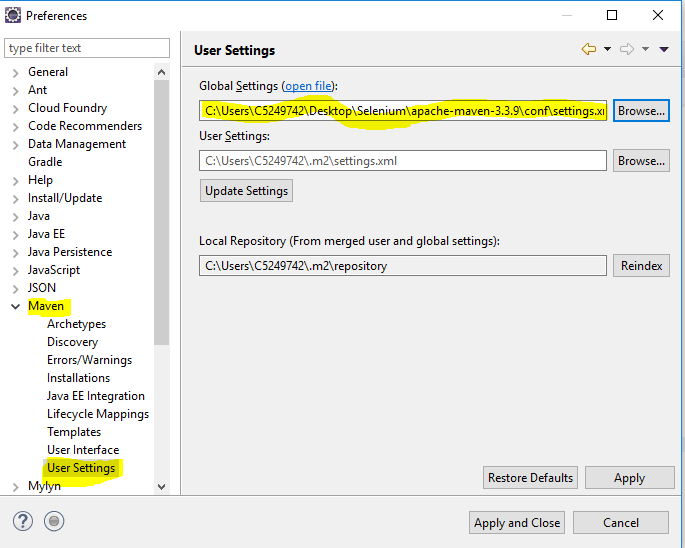 Preferences
type filter text
General
Ant
Cloud Foundry
Code Recommenders
Data Management
Gradle
Help
Install/Update
Java
Java EE
Java Persistence
JavaScript
JSON
Maven
Archetypes
Discovery
Errors/Warnings
Installations
Java EE Integration
Lifecycle Mappings
Templates
User Interface
User Settings
Mylyn
User Settings
Global Settings (open file):
C:\Users\C5249742\Desktop\Selenium\apache-maven-3.3.9\conf\settings.x
Browse...
User Settings:
C:\Users\C5249742\.m2\settings.xml
Browse...
Update Settings
Local Repository (From merged user and global settings):
C:\Users\C5249742\.m2\repository
Reindex
Restore Defaults
Apply
?
Apply and Close
Cancel